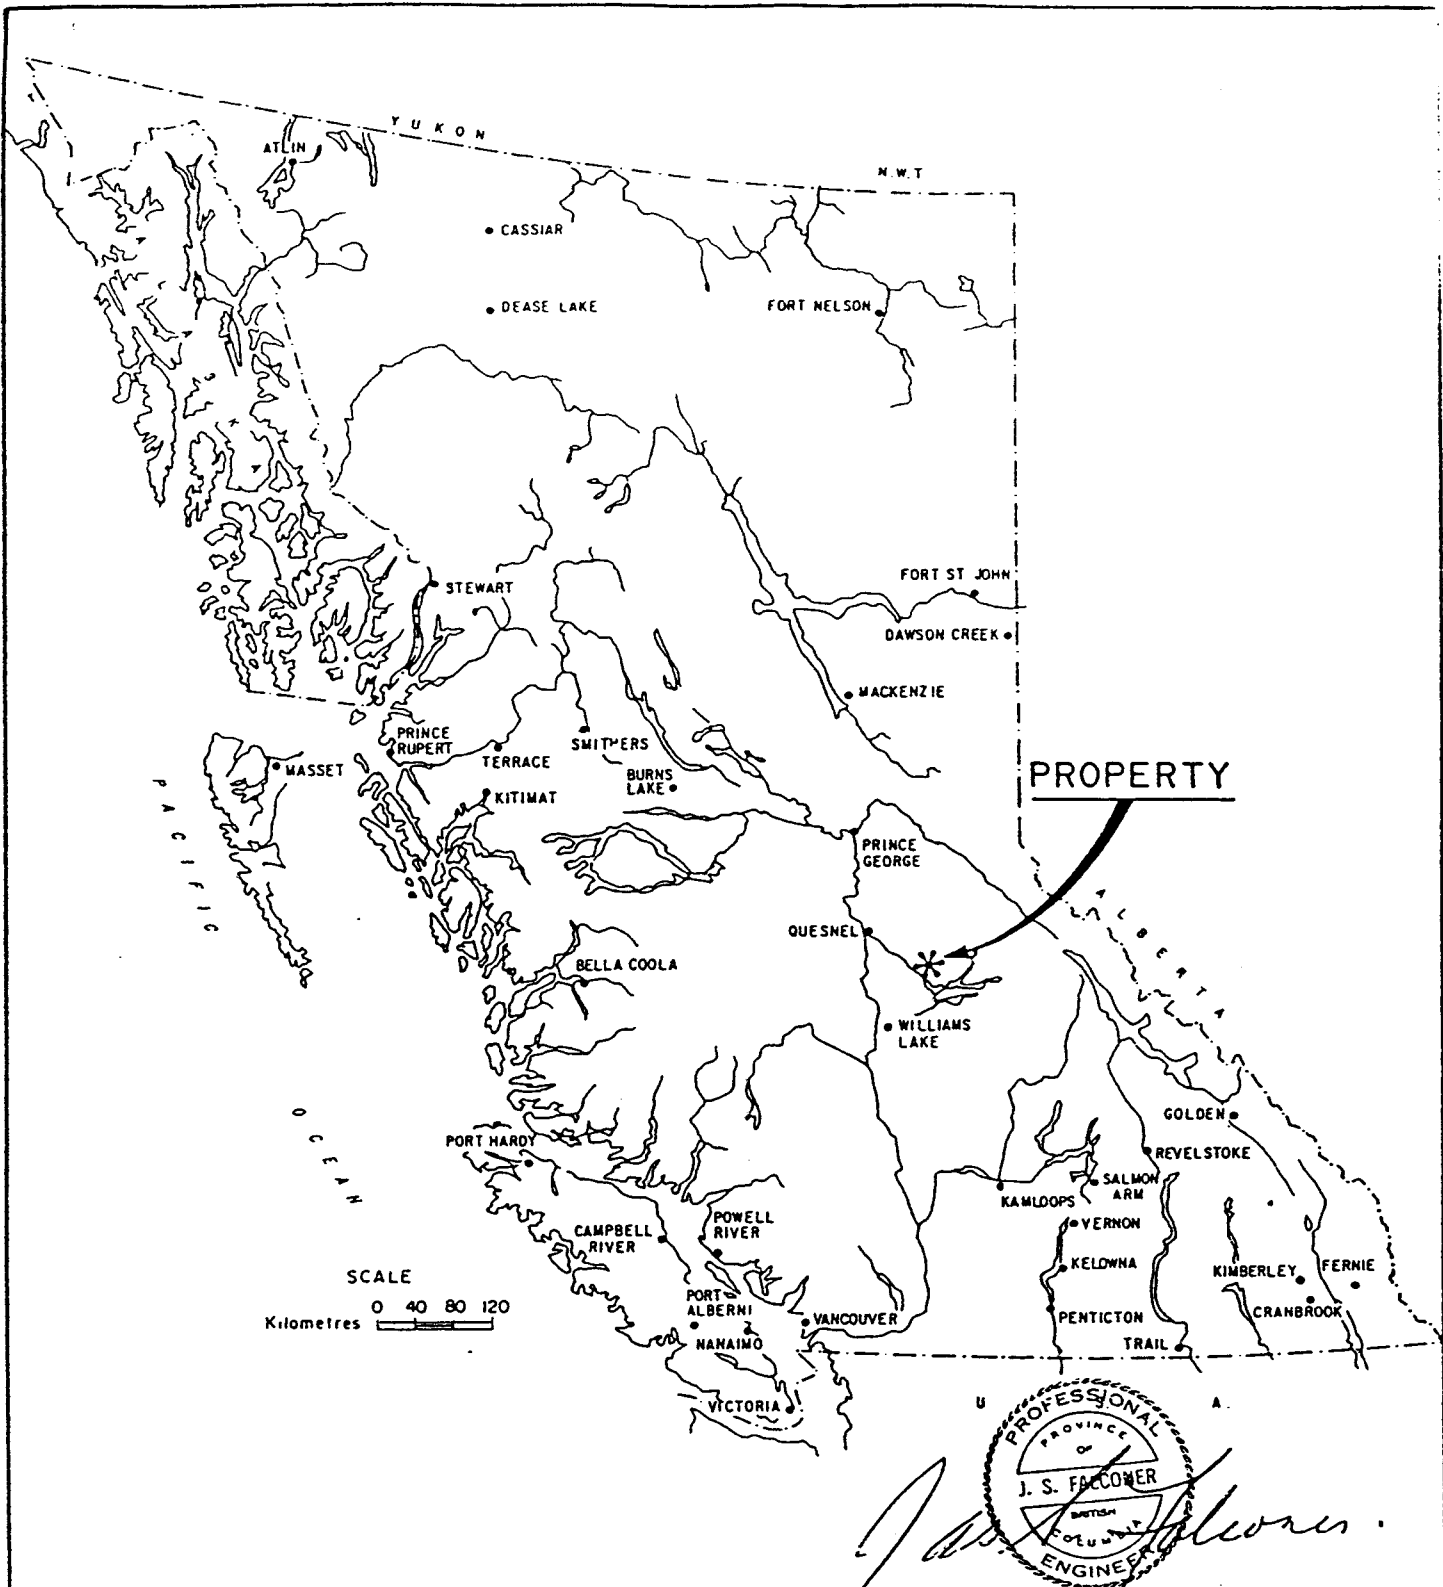 YUKON
N.W.T
ATLIN
CASSIAR
DEASE LAKE
FORT NELSON
ALASKA
STEWART
FORT ST JOHN
DAWSON CREEK
MACKENZIE
PRINCE
RUPERT
TERRACE
SMITHERS
BURNS
LAKE
MASSET
KITIMAT
PROPERTY
PACIFIC
OCEAN
PRINCE
GEORGE
QUESNEL
ALBERTA
BELLA COOLA
WILLIAMS
LAKE
GOLDEN
PORT HARDY
REVELSTOKE
SALMON
ARM
KAMLOOPS
CAMPBELL
RIVER
POWELL
RIVER
VERNON
KELOWNA
KIMBERLEY
FERNIE
CRANBROOK
SCALE
0 40 80 120
Kilometres
PORT
ALBERNI
NANAIMO
VANCOUVER
PENTICTON
TRAIL
VICTORIA
U S A.
PROFESSIONAL
PROVINCE
OF
J. S. FALCONER
BRITISH
COLUMBIA
ENGINEER
Jas. S. Falconer.